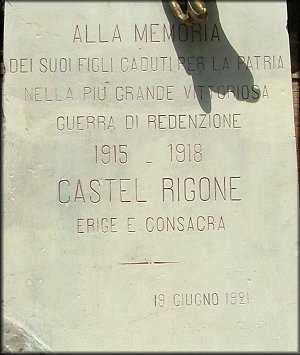 ALLA MEMORIA
DEI SUOI FIGLI CADUTI PER LA PATRIA
NELLA PIÙ GRANDE VITTORIOSA
GUERRA DI REDENZIONE
1915 - 1918
CASTEL RIGONE
ERIGE E CONSACRA
19 GIUGNO 1921